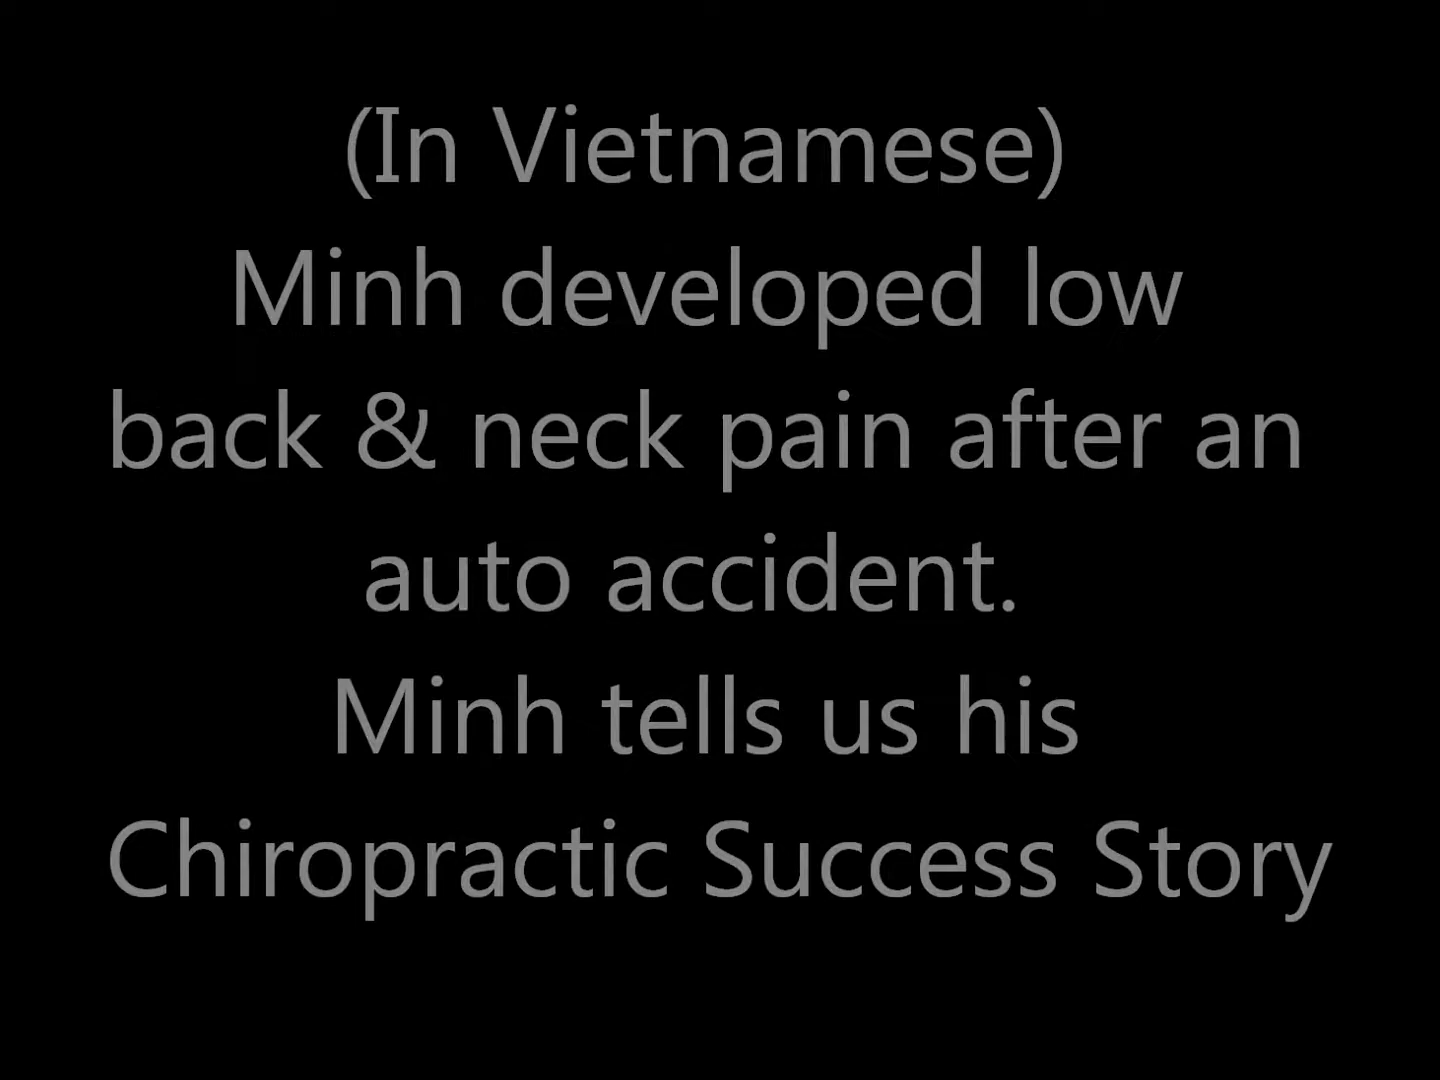 (In Vietnamese)
Minh developed low
back & neck pain after an
auto accident.
Minh tells us his
Chiropractic Success Story